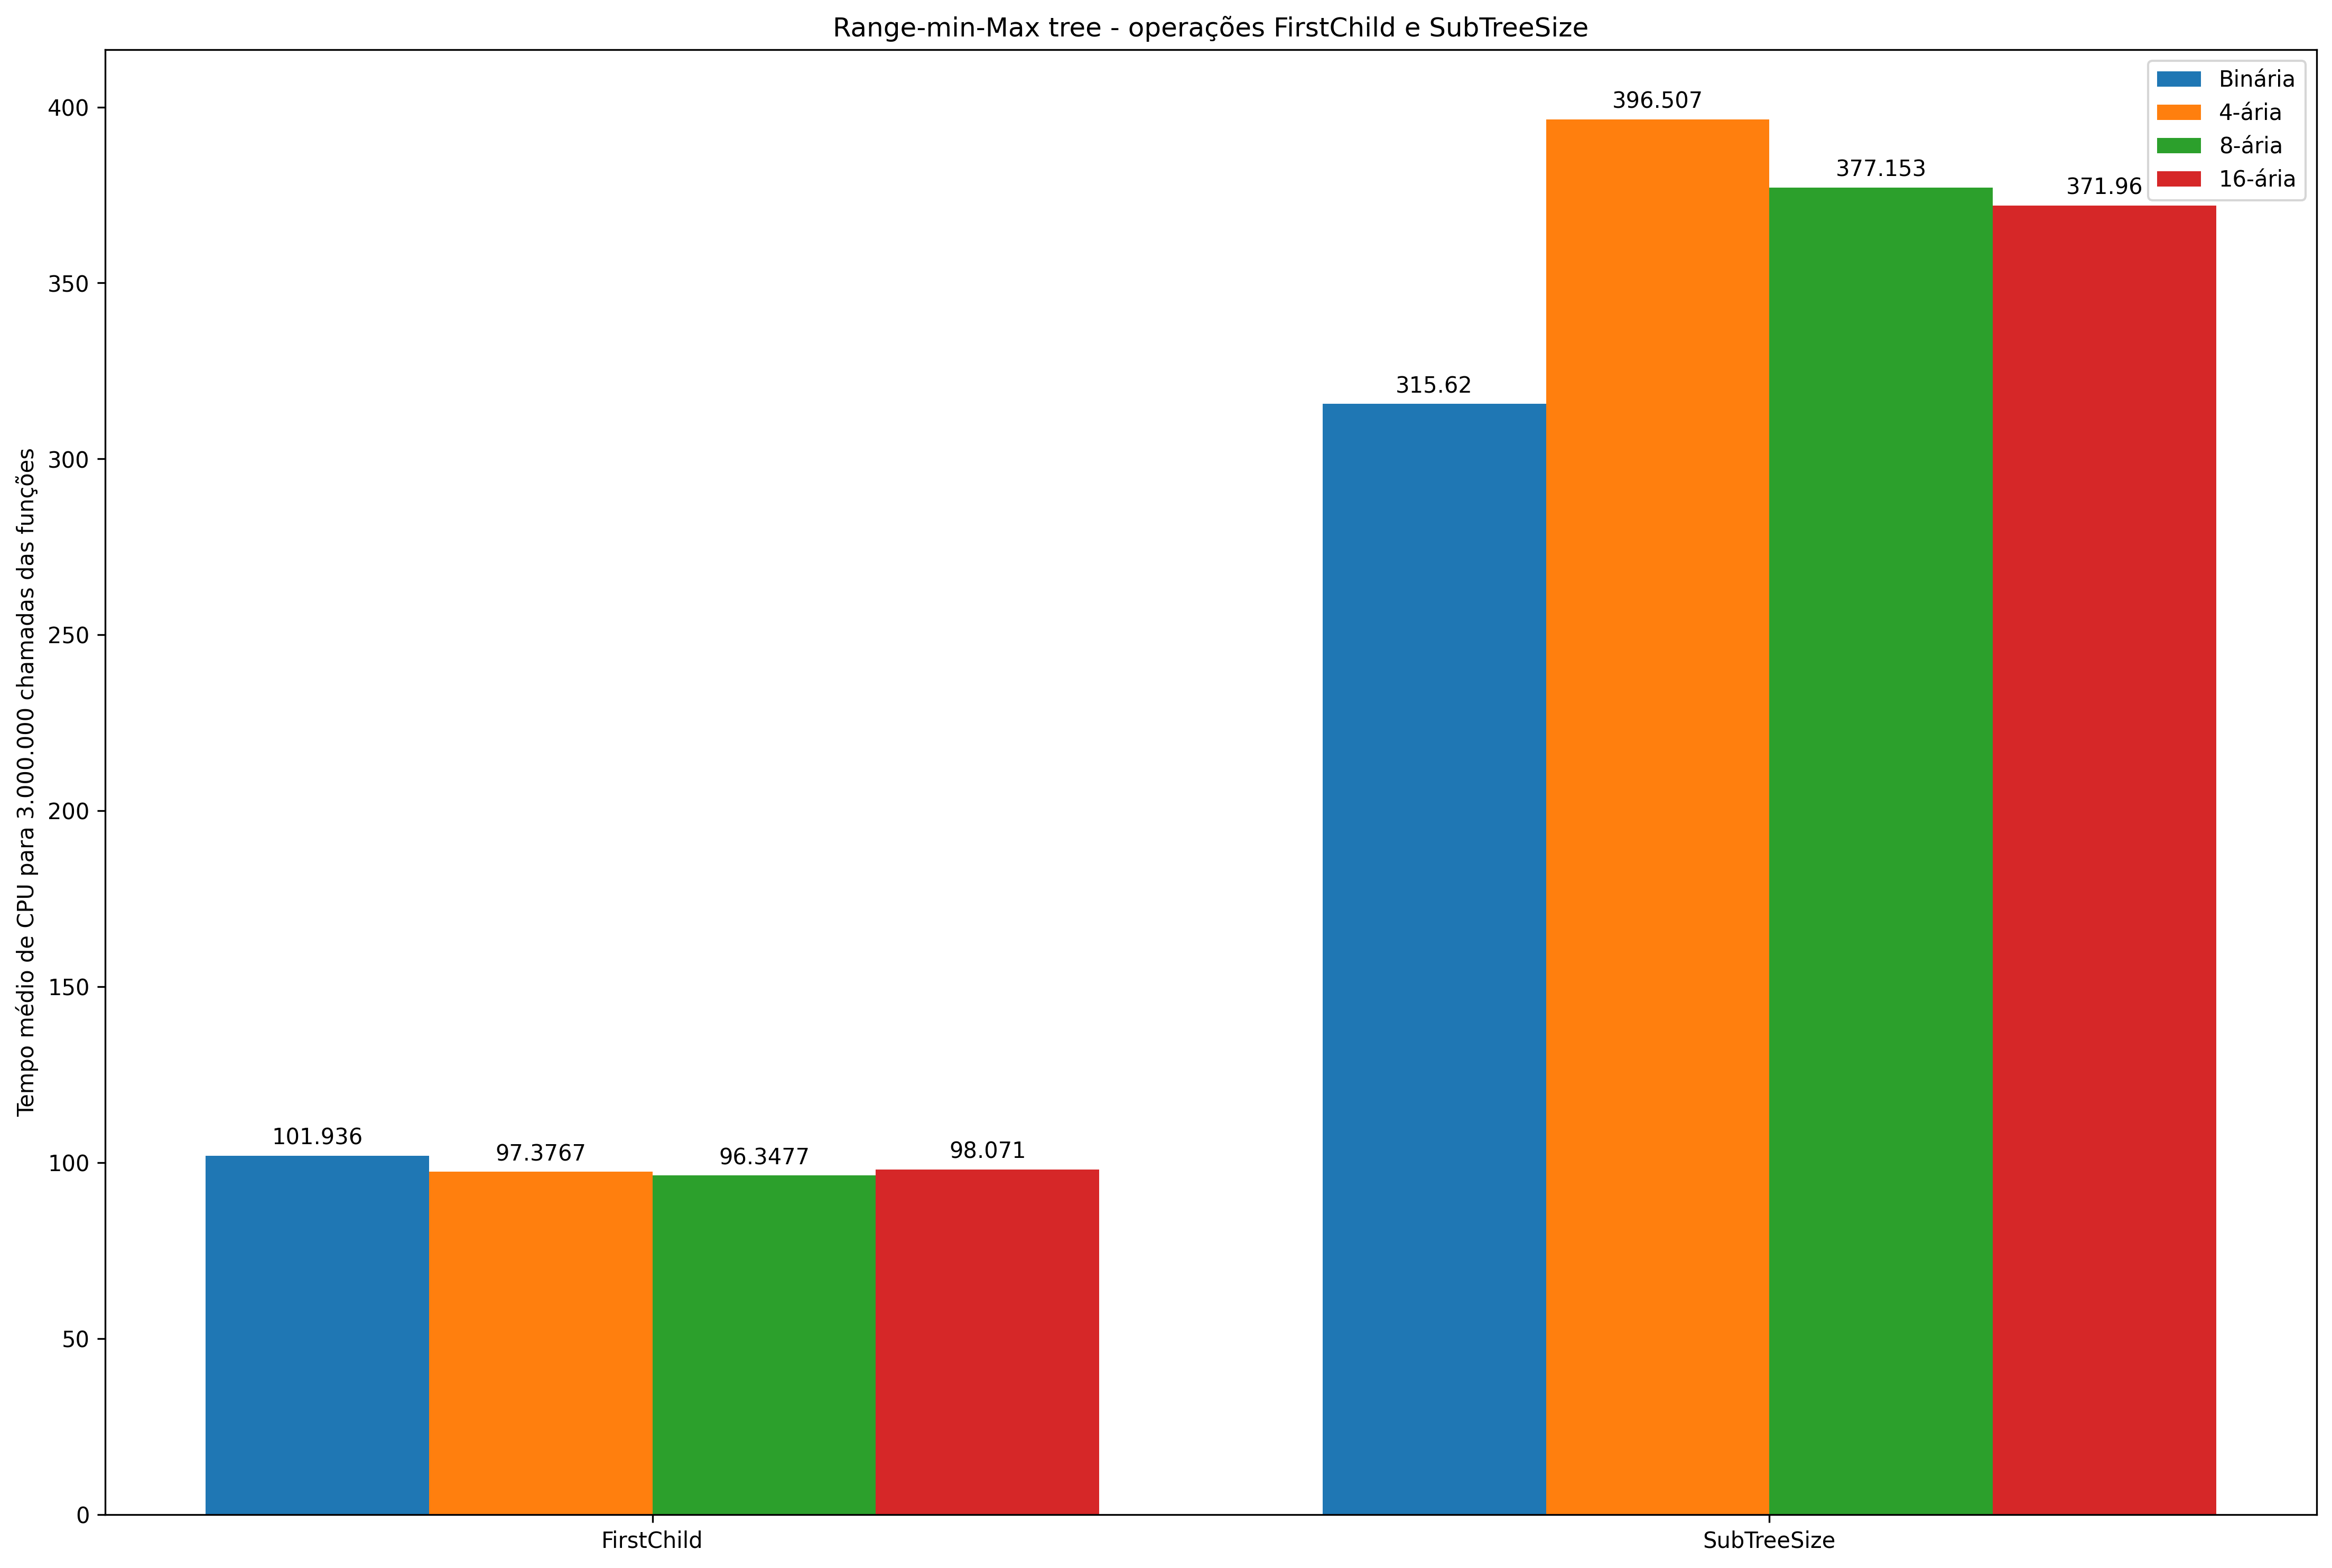 Range-min-Max tree - operações FirstChild e SubTreeSize
Tempo médio de CPU para 3.000.000 chamadas das funções
400
350
300
250
200
150
100
50
0
101.936
97.3767
96.3477
98.071
315.62
396.507
377.153
371.96
Binária
4-ária
8-ária
16-ária
FirstChild
SubTreeSize